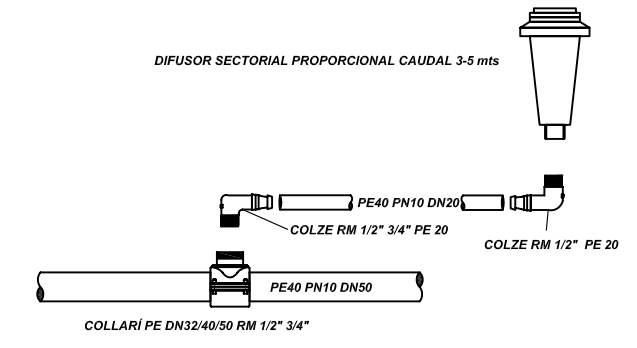 DIFUSOR SECTORIAL PROPORCIONAL CAUDAL 3-5 mts
PE40 PN10 DN20
COLZE RM 1/2" 3/4" PE 20
COLZE RM 1/2" PE 20
PE40 PN10 DN50
COLLARÍ PE DN32/40/50 RM 1/2" 3/4"